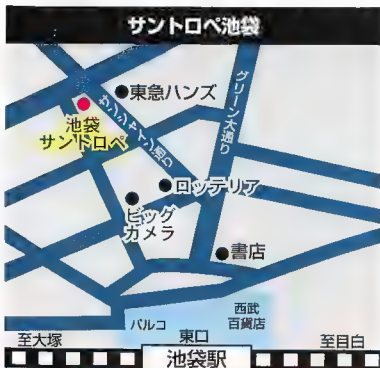 サントロペ池袋
東急ハンズ
池袋
サントロペ
サンシャイン通り
グリーン大通り
ロッテリア
ビッグ
カメラ
書店
西武
百貨店
パルコ
東口
至大塚
至目白
池袋駅